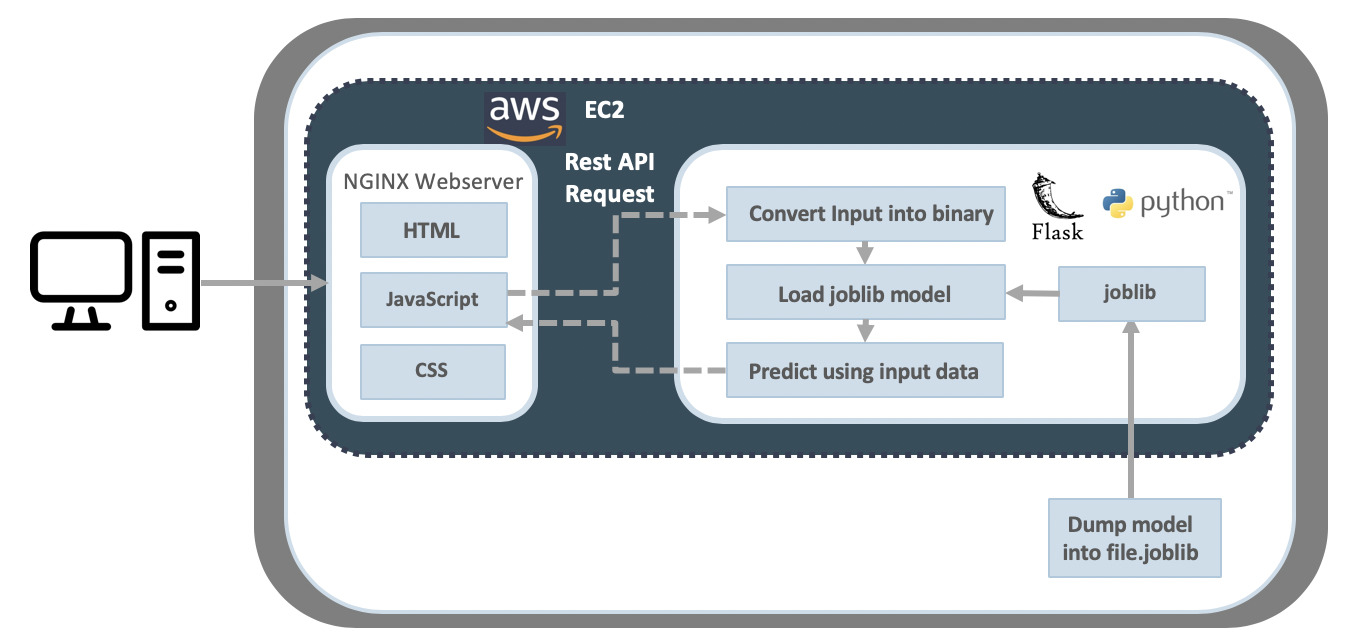 aws
EC2
Rest API
Request
NGINX Webserver
HTML
JavaScript
CSS
Convert Input into binary
Load joblib model
Predict using input data
Flask
python™
joblib
Dump model
into file.joblib